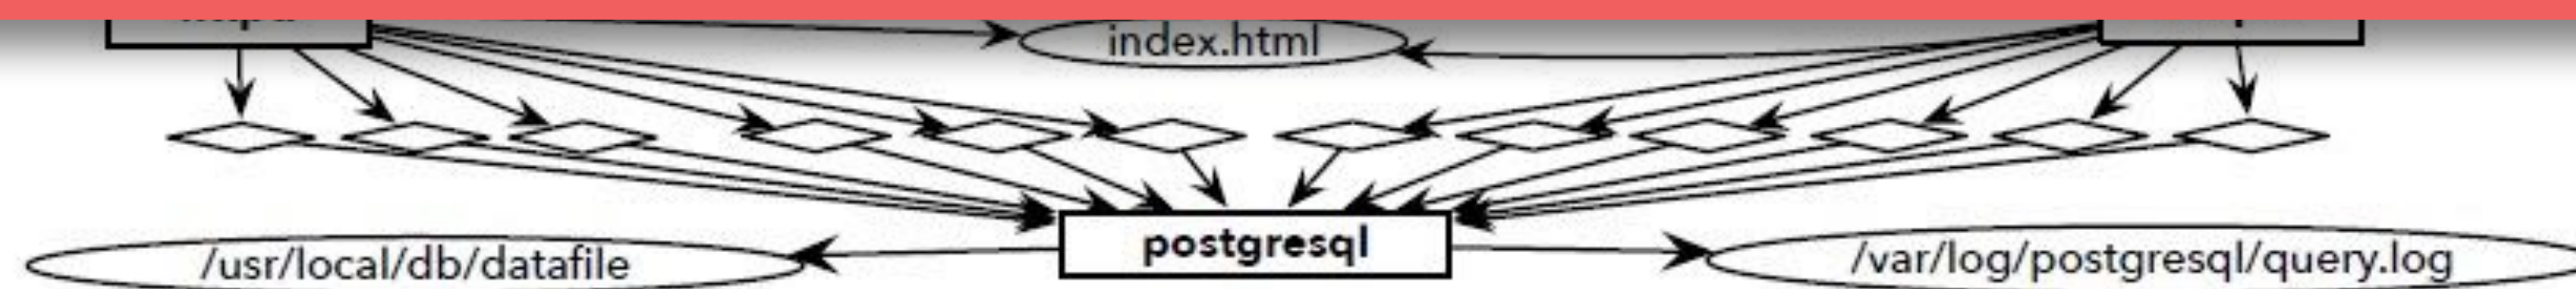 index.html
postgresql
/usr/local/db/datafile
/var/log/postgresql/query.log